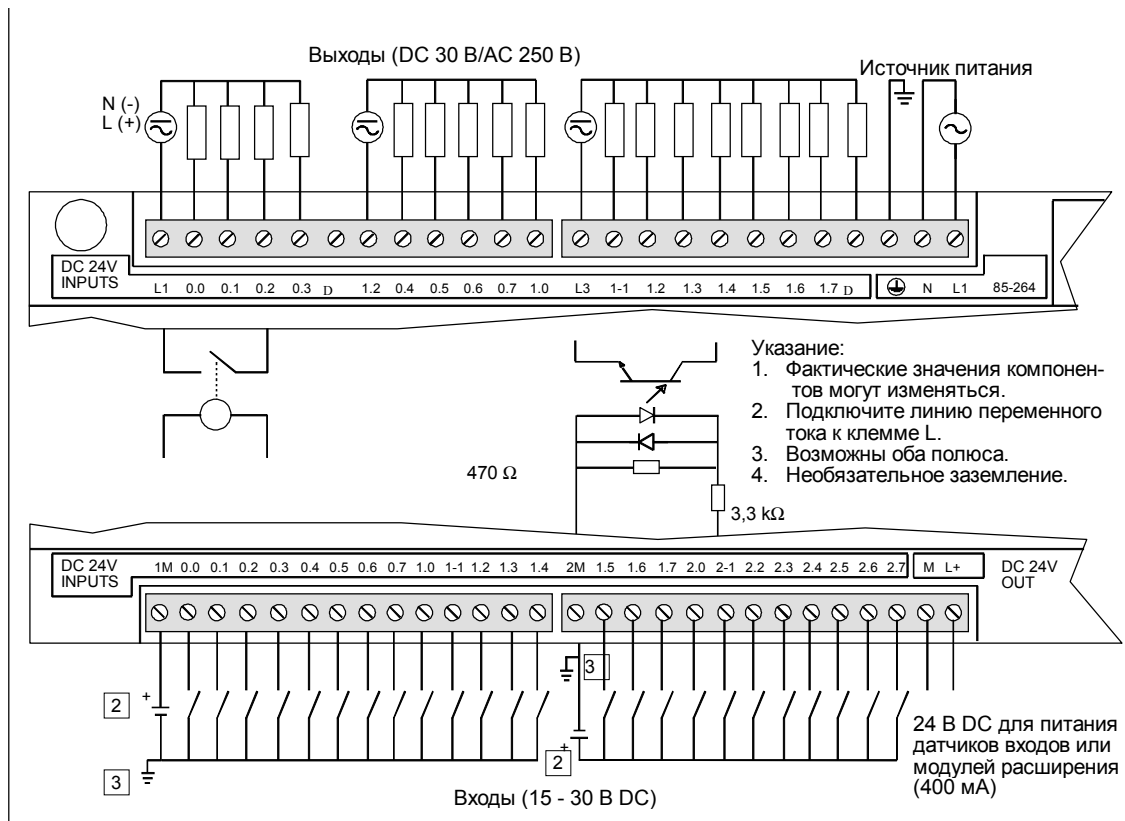 Выходы (DC 30 В/AC 250 В)
Источник питания
N (-)
L (+)
DC 24V
INPUTS
L1 0.0 0.1 0.2 0.3 D 1.2 0.4 0.5 0.6 0.7 1.0 L3 1-1 1.2 1.3 1.4 1.5 1.6 1.7 D N L1 85-264
Указание:
1. Фактические значения компонен-
тов могут изменяться.
2. Подключите линию переменного
тока к клемме L.
3. Возможны оба полюса.
4. Необязательное заземление.
470 Ω
3,3 kΩ
DC 24V
INPUTS
1M 0.0 0.1 0.2 0.3 0.4 0.5 0.6 0.7 1.0 1-1 1.2 1.3 1.4 2M 1.5 1.6 1.7 2.0 2-1 2.2 2.3 2.4 2.5 2.6 2.7 M L+
DC 24V
OUT
3
2
+
+
2
3
24 В DC для питания
датчиков входов или
модулей расширения
(400 мА)
Входы (15 - 30 В DC)